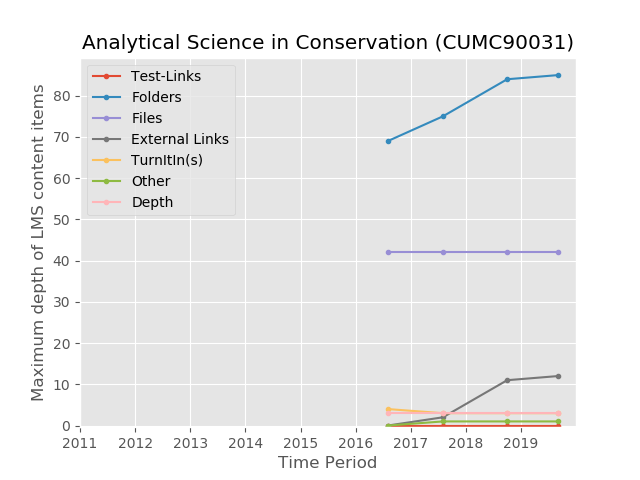 Analytical Science in Conservation (CUMC90031)
Test-Links
Folders
Files
External Links
TurnItIn(s)
Other
Depth
Maximum depth of LMS content items
80
70
60
50
40
30
20
10
0
2011 2012 2013 2014 2015 2016 2017 2018 2019
Time Period